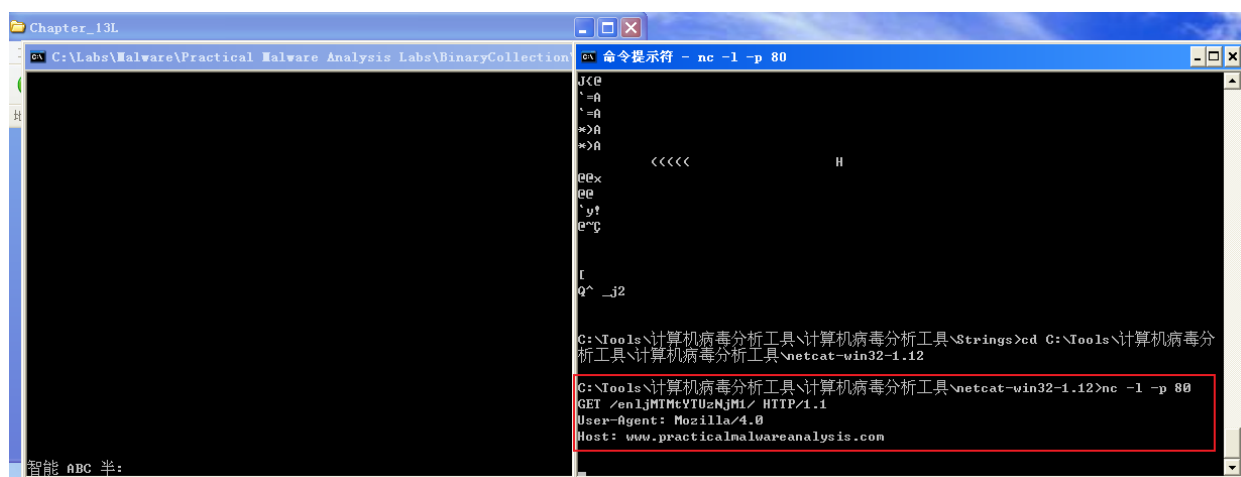 Chapter_13L
C:\Labs\Malware\Practical Malware Analysis Labs\BinaryCollection\
智能 ABC 半:
命令提示符 - nc -l -p 80
J<@
`=A
`=A
*>A
*>A
<<<<< H
@@x
@@
`y!
@~Ç
[
Q^ _j2
C:\Tools\计算机病毒分析工具\计算机病毒分析工具\Strings>cd C:\Tools\计算机病毒分
析工具\计算机病毒分析工具\netcat-win32-1.12
C:\Tools\计算机病毒分析工具\计算机病毒分析工具\netcat-win32-1.12>nc -l -p 80
GET /enljMTMtYTUzNjM1/ HTTP/1.1
User-Agent: Mozilla/4.0
Host: www.practicalmalwareanalysis.com